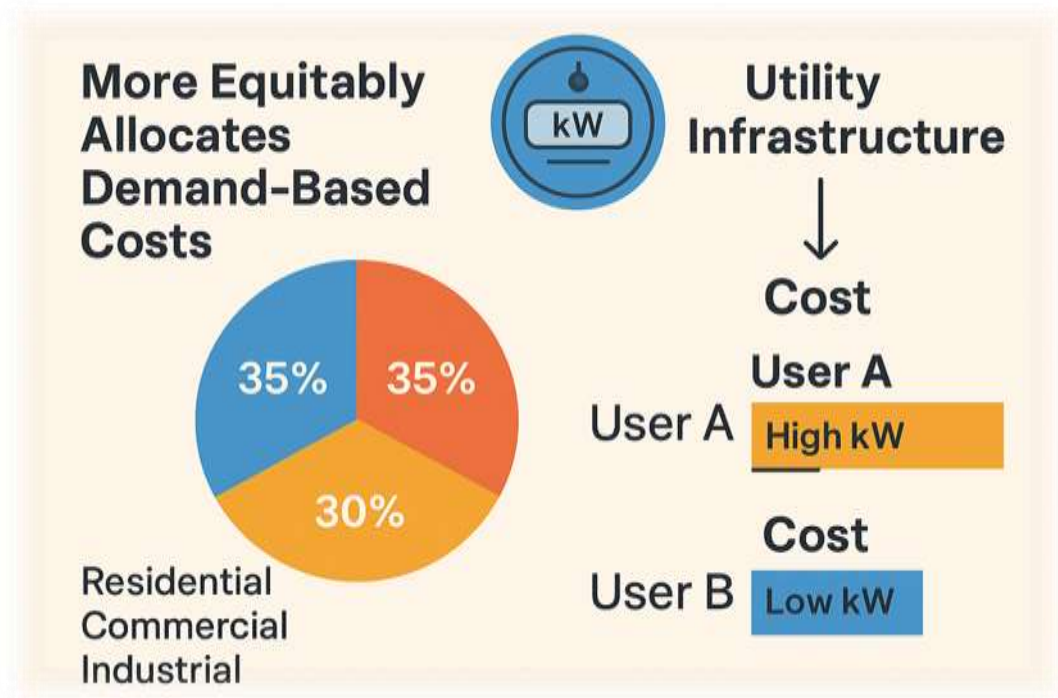 More Equitably
Allocates
Demand-Based
Costs
35%
35%
30%
Residential
Commercial
Industrial
kW
Utility
Infrastructure
Cost
User A
User A
High kW
Cost
User B
Low kW